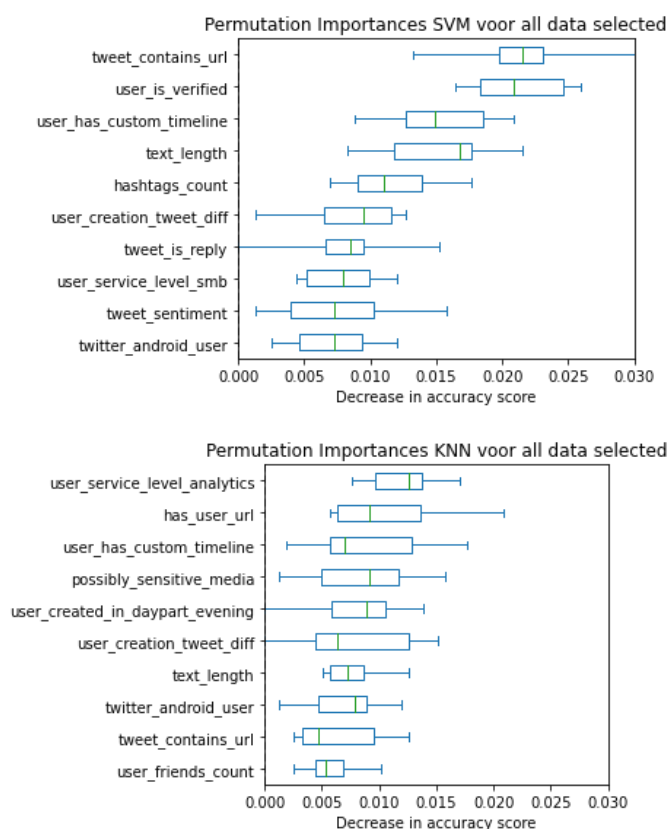 Permutation Importances SVM voor all data selected
tweet_contains_url
user_is_verified
user_has_custom_timeline
text_length
hashtags_count
user_creation_tweet_diff
tweet_is_reply
user_service_level_smb
tweet_sentiment
twitter_android_user
0.000 0.005 0.010 0.015 0.020 0.025 0.030
Decrease in accuracy score
Permutation Importances KNN voor all data selected
user_service_level_analytics
has_user_url
user_has_custom_timeline
possibly_sensitive_media
user_created_in_daypart_evening
user_creation_tweet_diff
text_length
twitter_android_user
tweet_contains_url
user_friends_count
0.000 0.005 0.010 0.015 0.020 0.025 0.030
Decrease in accuracy score